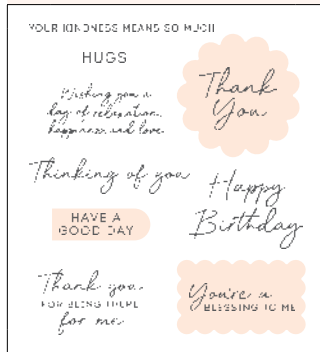 YOUR KINDNESS MEANS SO MUCH
HUGS
Thank
You
Wishing you a
day of relaxation,
happiness and love
Thinking of you
Happy
Birthday
HAVE A
GOOD DAY
Thank you
FOR BEING THERE
for me
You're a
BLESSING TO ME